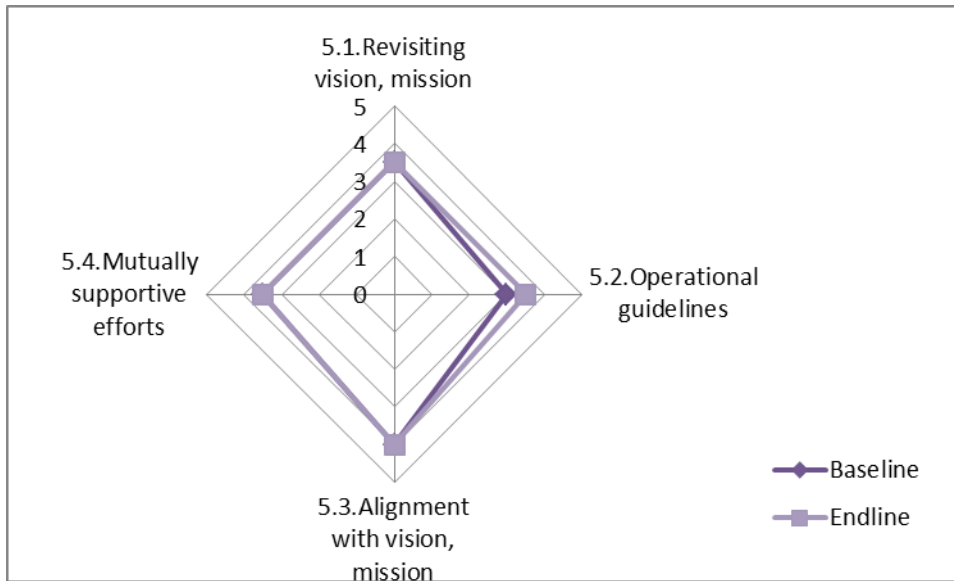 5.1.Revisiting
vision, mission
5
4
3
2
1
0
5.4.Mutually
supportive
efforts
5.2.Operational
guidelines
5.3.Alignment
with vision,
mission
Baseline
Endline